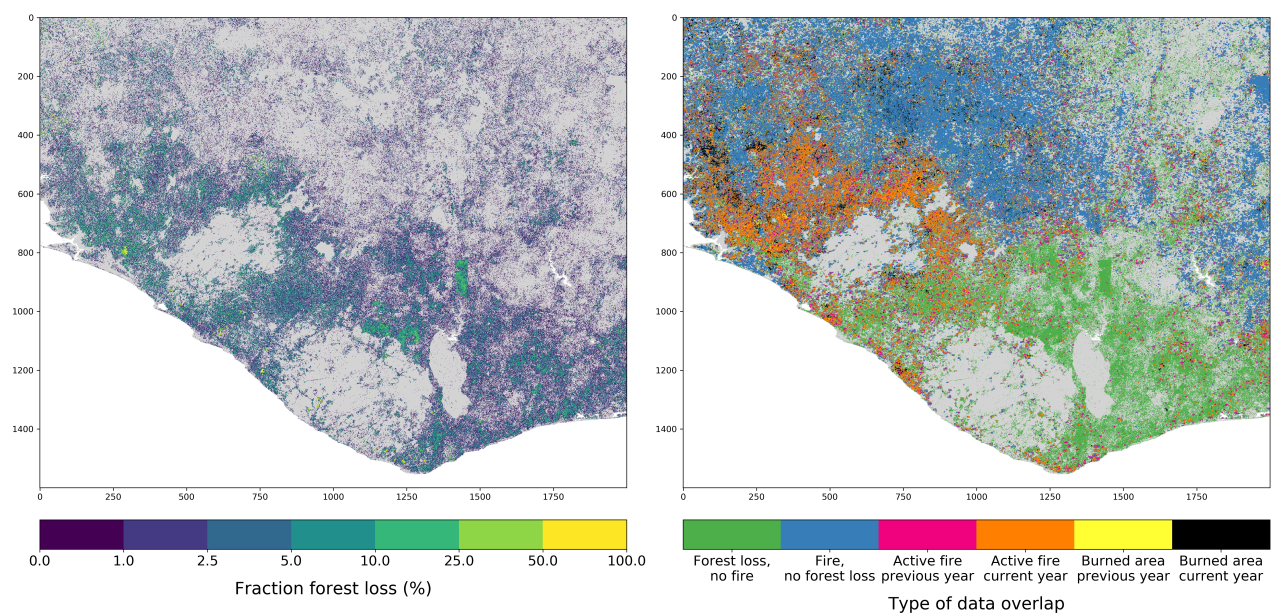 0
200
400
600
800
1000
1200
1400
0 250 500 750 1000 1250 1500 1750
0.0 1.0 2.5 5.0 10.0 25.0 50.0 100.0
Fraction forest loss (%)
0
200
400
600
800
1000
1200
1400
0 250 500 750 1000 1250 1500 1750
Forest loss, Fire, Active fire Active fire Burned area Burned area
no fire no forest loss previous year current year previous year current year
Type of data overlap